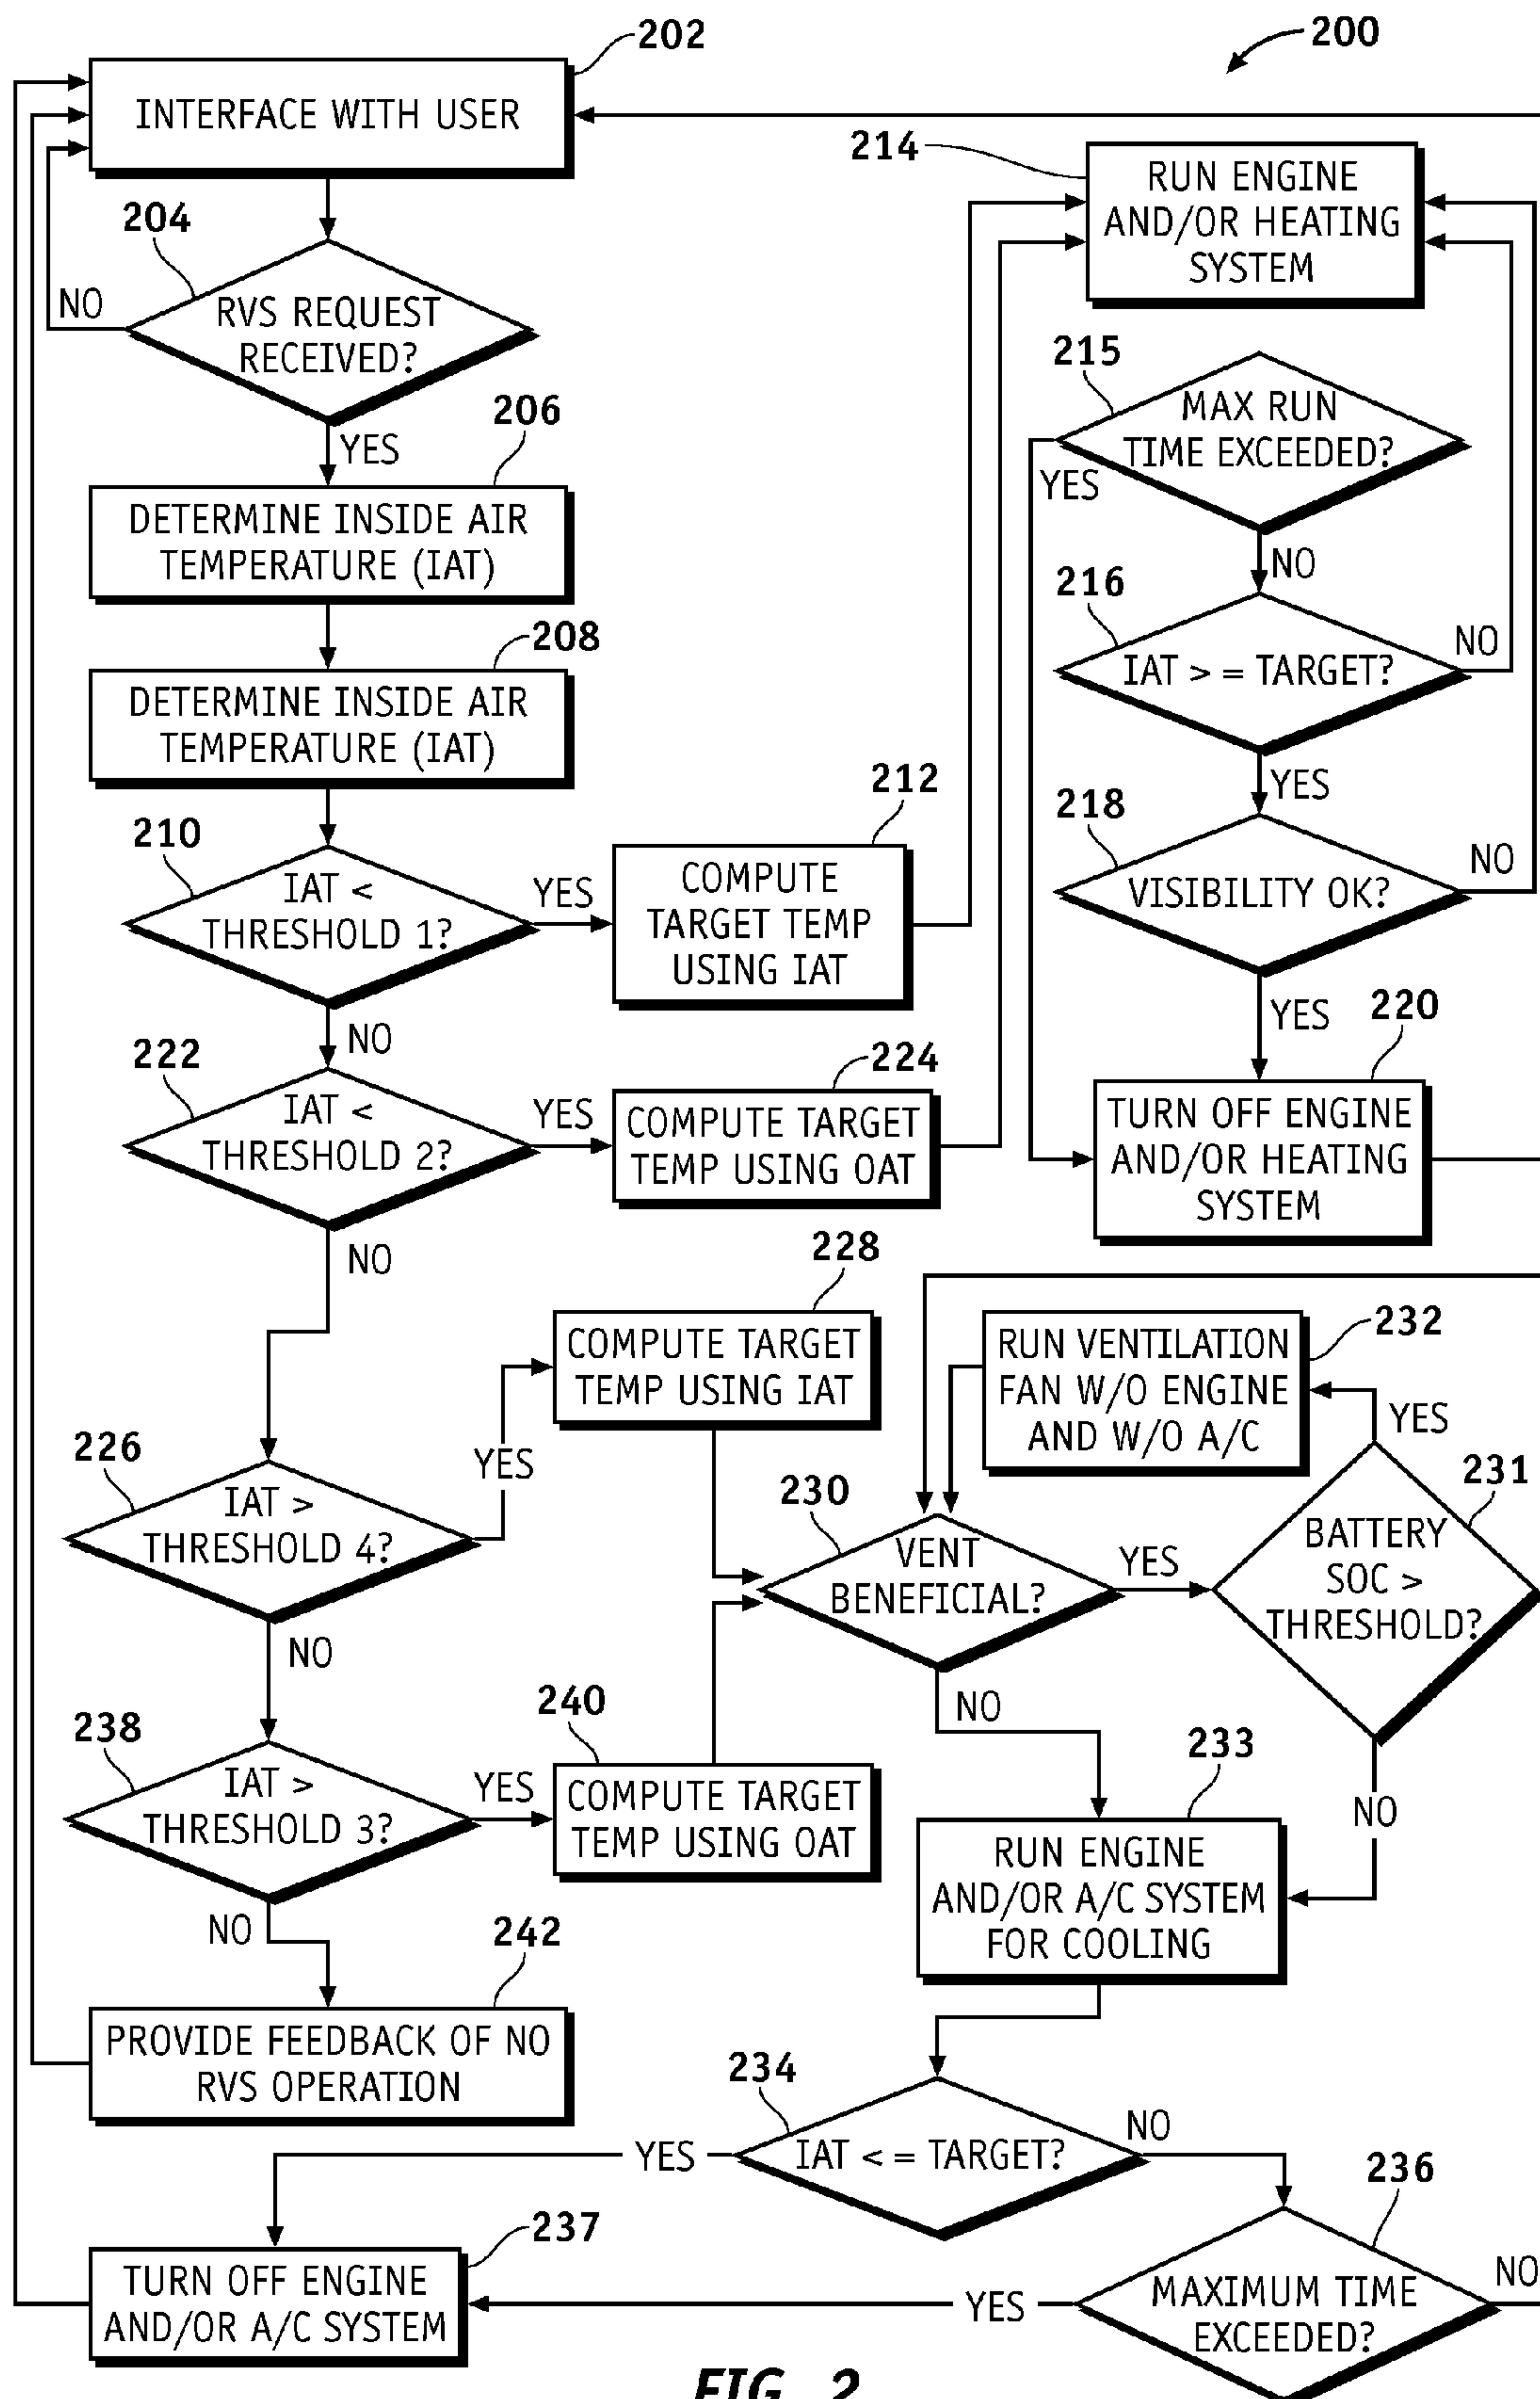 200
202
INTERFACE WITH USER
204
RVS REQUEST
RECEIVED?
NO
YES
206
DETERMINE INSIDE AIR
TEMPERATURE (IAT)
208
DETERMINE INSIDE AIR
TEMPERATURE (IAT)
210
IAT <
THRESHOLD 1?
YES
NO
212
COMPUTE
TARGET TEMP
USING IAT
214
RUN ENGINE
AND/OR HEATING
SYSTEM
215
MAX RUN
TIME EXCEEDED?
YES
NO
216
IAT > = TARGET?
NO
YES
218
VISIBILITY OK?
NO
YES
220
TURN OFF ENGINE
AND/OR HEATING
SYSTEM
222
IAT <
THRESHOLD 2?
YES
NO
224
COMPUTE TARGET
TEMP USING OAT
226
IAT >
THRESHOLD 4?
YES
NO
228
COMPUTE TARGET
TEMP USING IAT
230
VENT
BENEFICIAL?
YES
NO
231
BATTERY
SOC >
THRESHOLD?
YES
NO
232
RUN VENTILATION
FAN W/O ENGINE
AND W/O A/C
233
RUN ENGINE
AND/OR A/C SYSTEM
FOR COOLING
238
IAT >
THRESHOLD 3?
YES
NO
240
COMPUTE TARGET
TEMP USING OAT
242
PROVIDE FEEDBACK OF NO
RVS OPERATION
234
IAT < = TARGET?
YES
NO
236
MAXIMUM TIME
EXCEEDED?
YES
NO
237
TURN OFF ENGINE
AND/OR A/C SYSTEM
FIG. 2